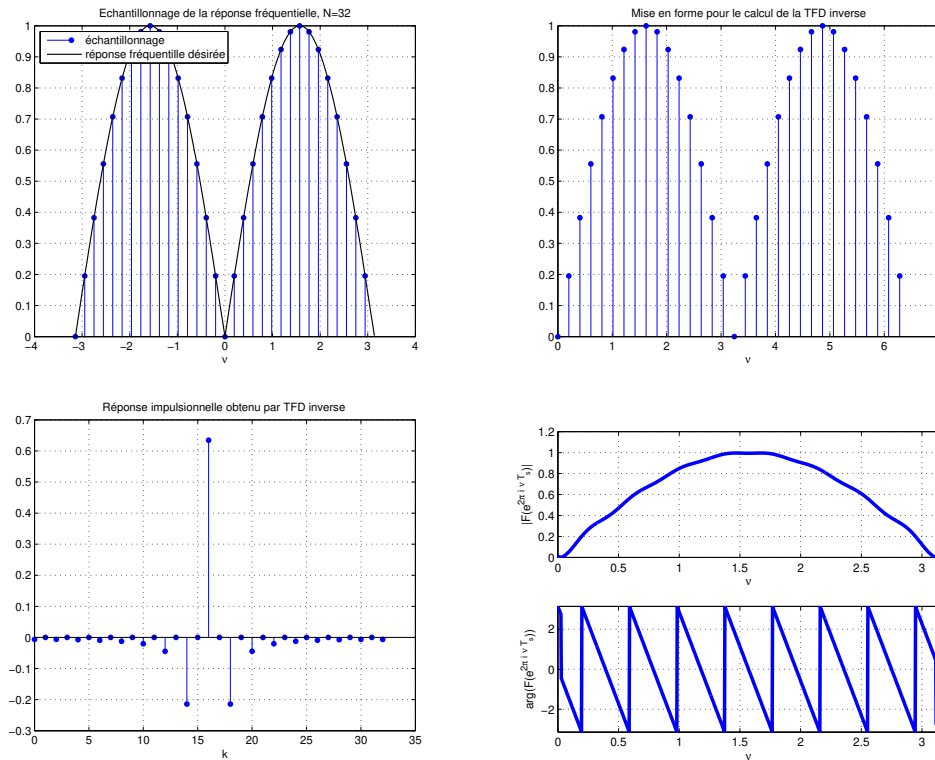 Echantillonnage de la réponse fréquentielle, N=32
échantillonnage
réponse fréquentille désirée
1
0.9
0.8
0.7
0.6
0.5
0.4
0.3
0.2
0.1
0
−4 −3 −2 −1 0 1 2 3 4
ν
Mise en forme pour le calcul de la TFD inverse
1
0.9
0.8
0.7
0.6
0.5
0.4
0.3
0.2
0.1
0
0 1 2 3 4 5 6
ν
Réponse impulsionnelle obtenu par TFD inverse
0.7
0.6
0.5
0.4
0.3
0.2
0.1
0
−0.1
−0.2
−0.3
0 5 10 15 20 25 30 35
k
|F(e^{2π i ν T_s})|
1.2
1
0.8
0.6
0.4
0.2
0
0 0.5 1 1.5 2 2.5 3
ν
arg(F(e^{2π i ν T_s}))
2
0
−2
0 0.5 1 1.5 2 2.5 3
ν